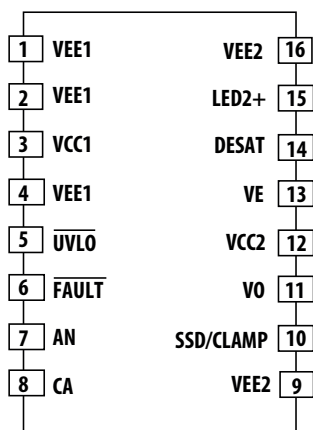 1 VEE1 VEE2 16
2 VEE1 LED2+ 15
3 VCC1 DESAT 14
4 VEE1 VE 13
5 UVLO VCC2 12
6 FAULT VO 11
7 AN SSD/CLAMP 10
8 CA VEE2 9